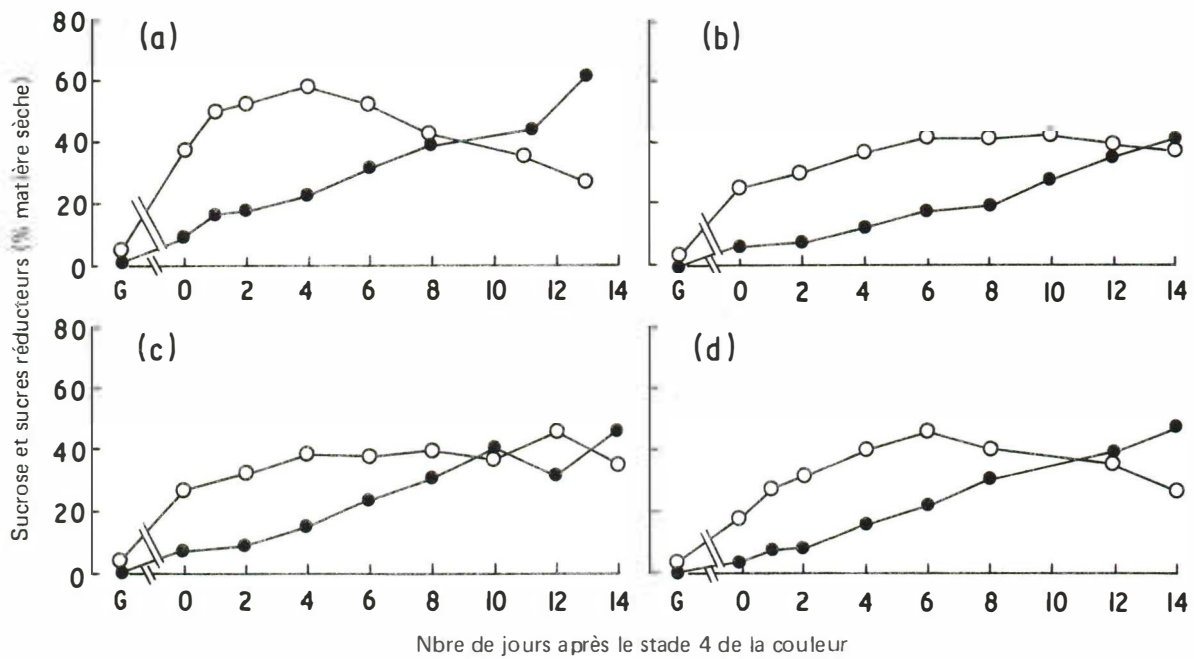 80
(a)
(b)
60
40
20
0
G 0 2 4 6 8 10 12 14
G 0 2 4 6 8 10 12 14
80
(c)
(d)
60
40
20
0
G 0 2 4 6 8 10 12 14
G 0 2 4 6 8 10 12 14
Sucrose et sucres réducteurs (% matière sèche)
Nbre de jours après le stade 4 de la couleur